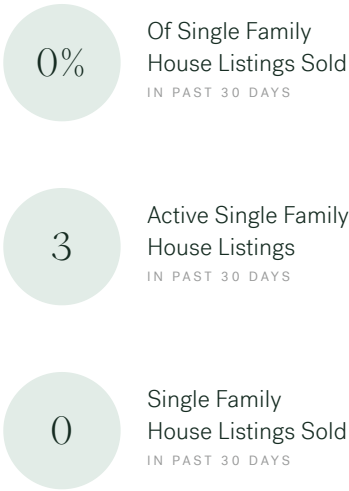 0%
Of Single Family
House Listings Sold
IN PAST 30 DAYS
3
Active Single Family
House Listings
IN PAST 30 DAYS
0
Single Family
House Listings Sold
IN PAST 30 DAYS